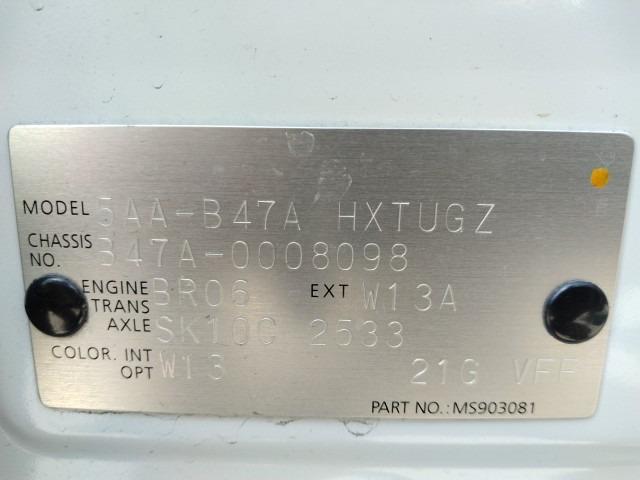 MODEL 5AA-B47A HXTUGZ
CHASSIS NO. B47A-0008098
ENGINE BR06 EXT W13A
TRANS AXLE SK10C 2533
COLOR. INT W13
OPT 21G VFF
PART NO.:MS903081